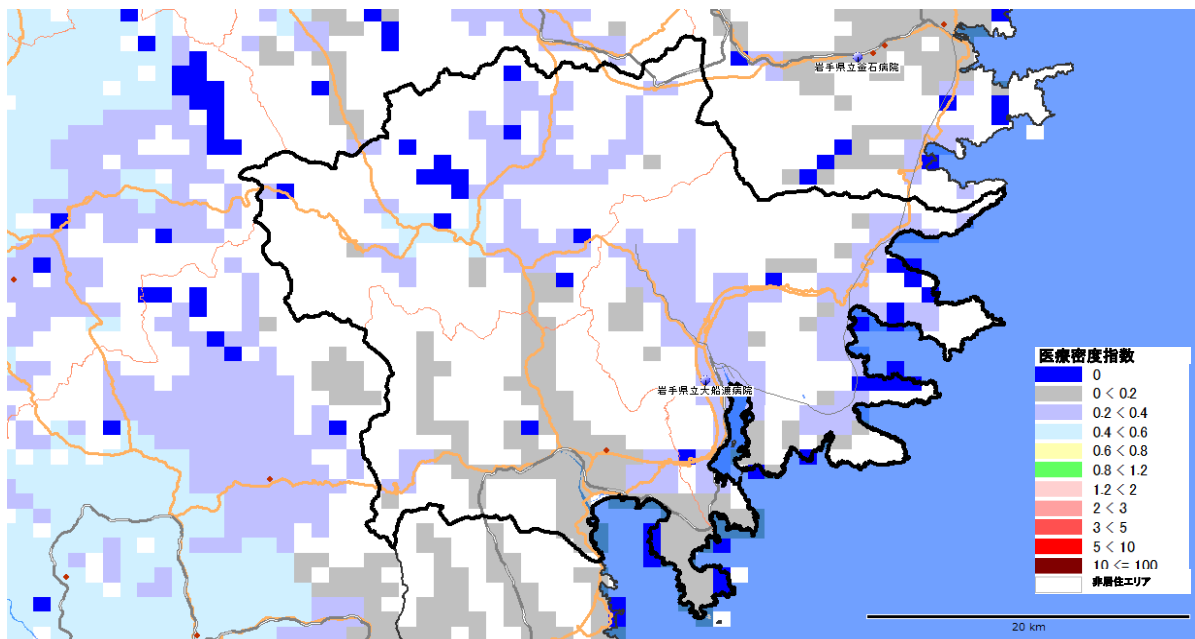 岩手県立釜石病院
岩手県立大船渡病院
医療密度指数
0
0 < 0.2
0.2 < 0.4
0.4 < 0.6
0.6 < 0.8
0.8 < 1.2
1.2 < 2
2 < 3
3 < 5
5 < 10
10 <= 100
非居住エリア
20 km